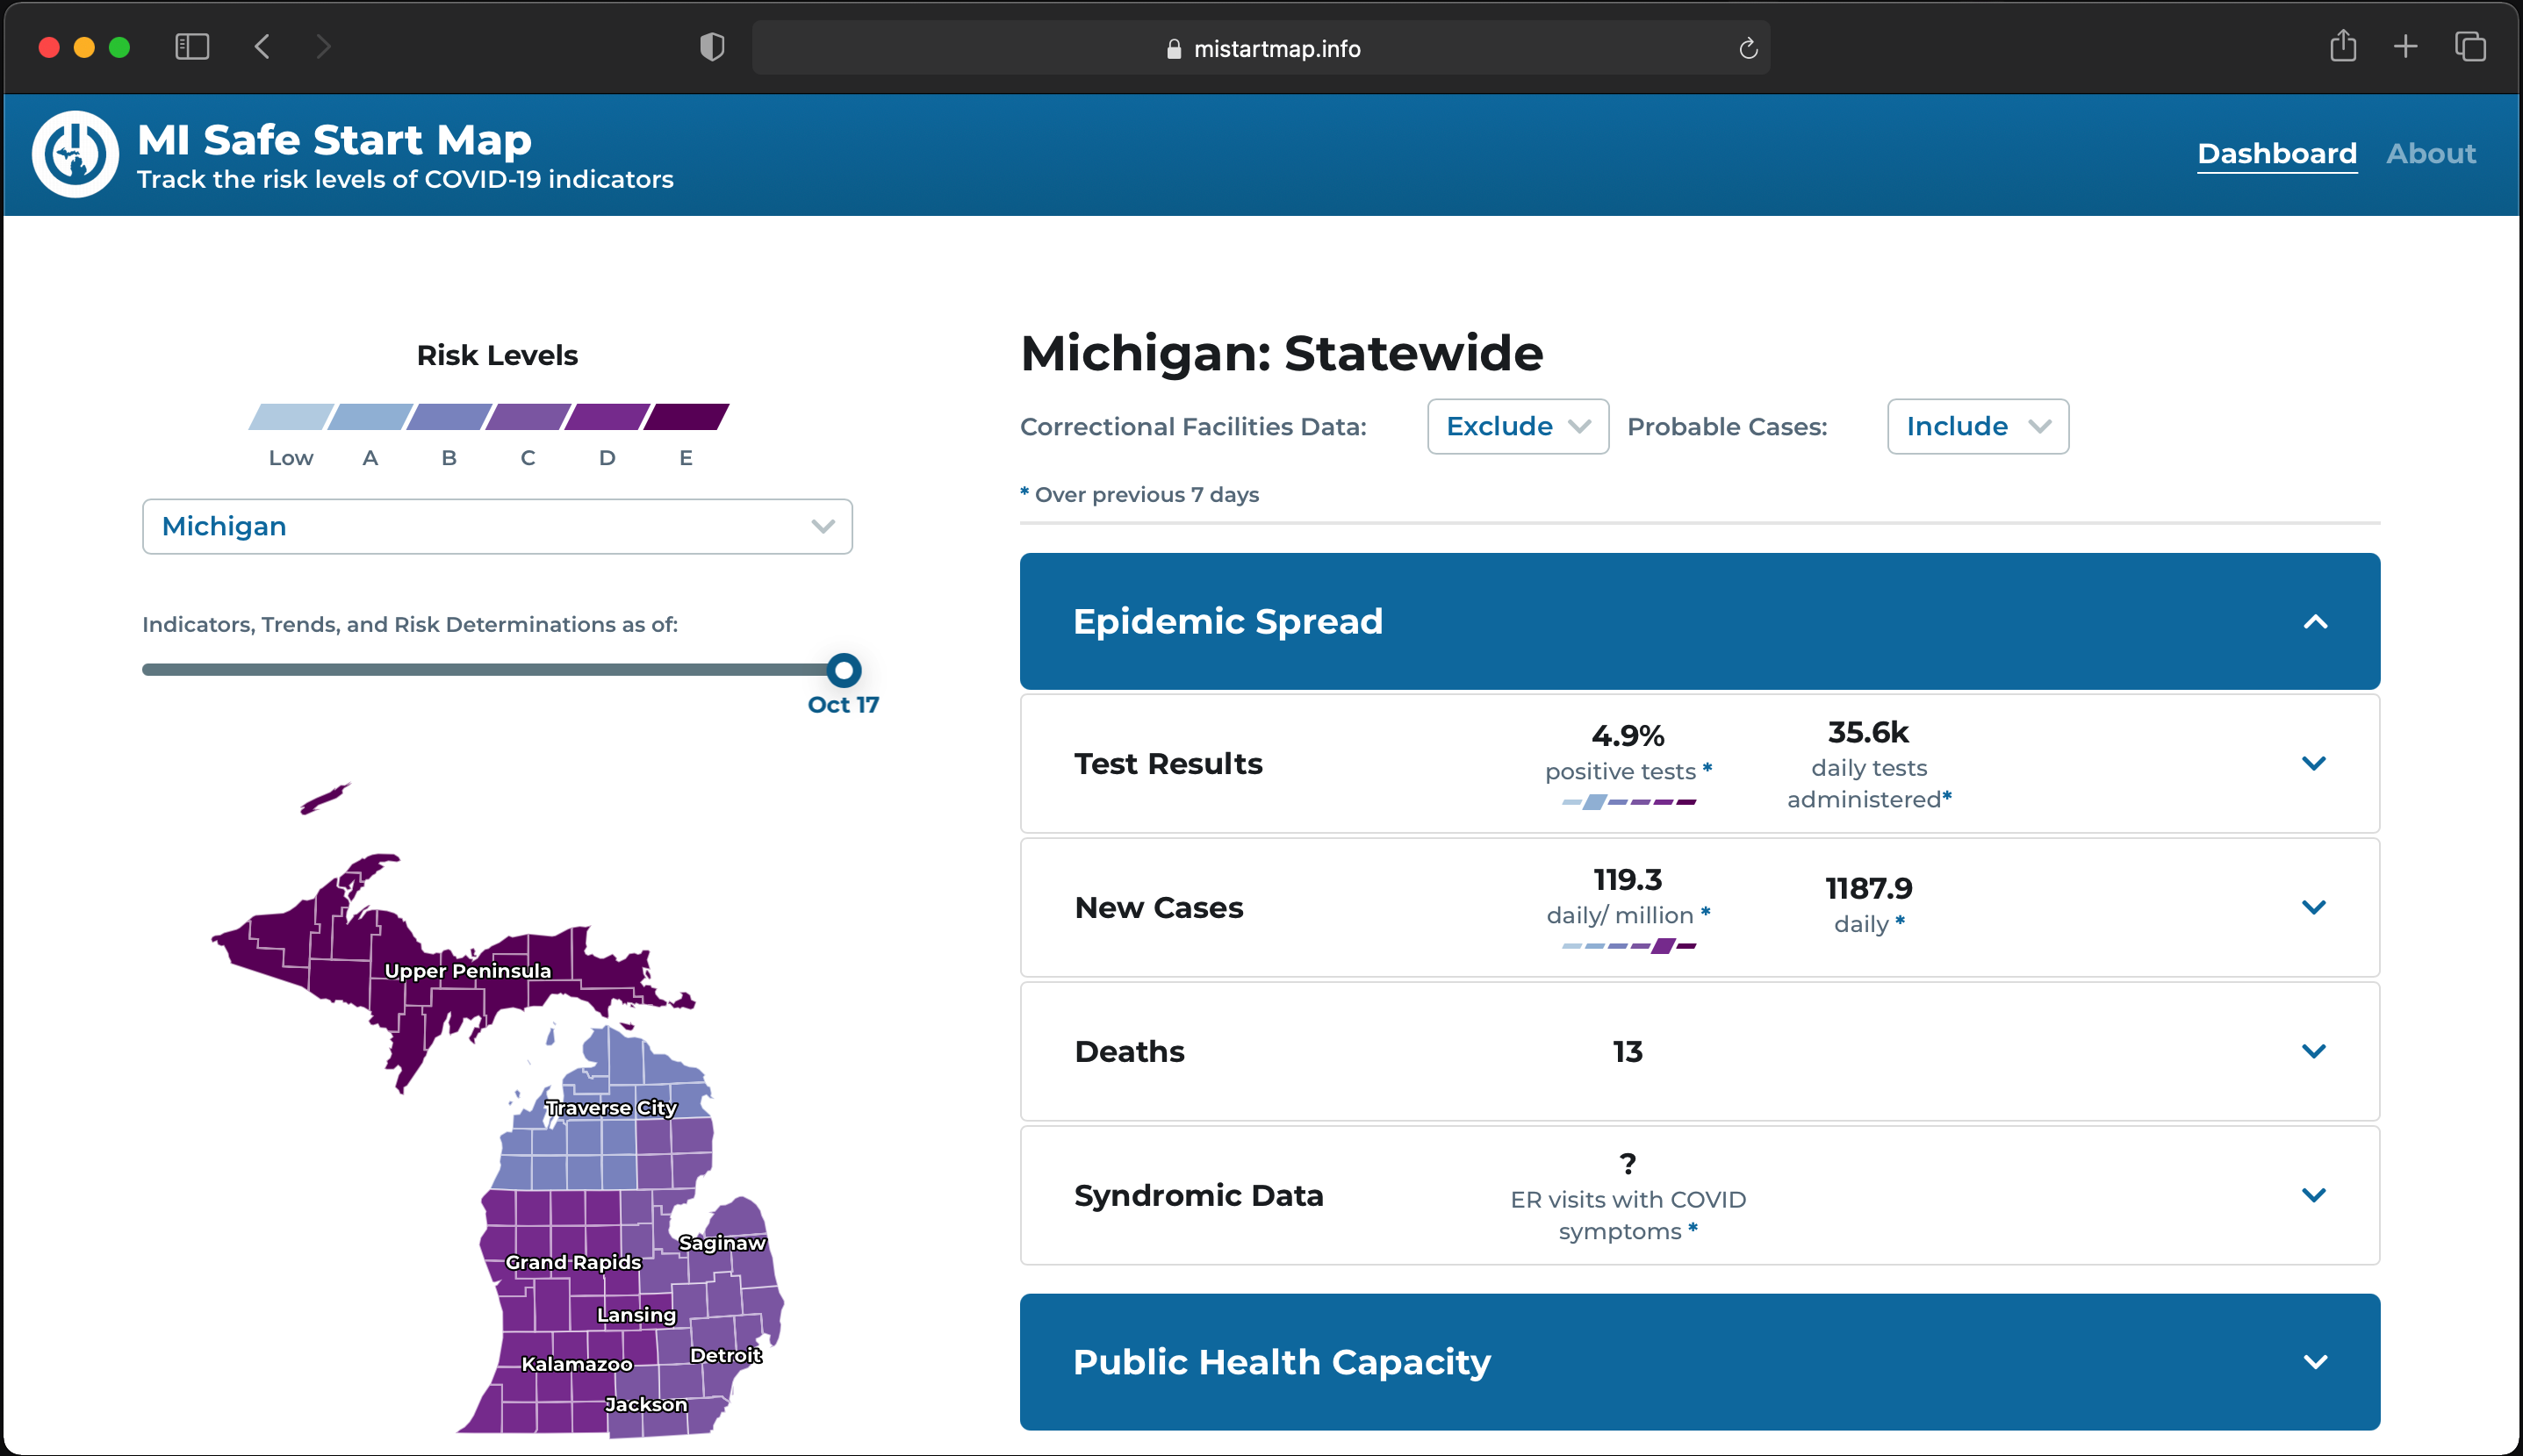 mistartmap.info
MI Safe Start Map
Track the risk levels of COVID-19 indicators
Dashboard About
Risk Levels
Low A B C D E
Michigan
Indicators, Trends, and Risk Determinations as of:
Oct 17
Upper Peninsula
Traverse City
Saginaw
Grand Rapids
Lansing
Detroit
Kalamazoo
Jackson
Michigan: Statewide
Correctional Facilities Data: Exclude Probable Cases: Include
* Over previous 7 days
Epidemic Spread
Test Results
4.9%
positive tests *
35.6k
daily tests
administered*
New Cases
119.3
daily/ million *
1187.9
daily *
Deaths
13
Syndromic Data
?
ER visits with COVID
symptoms *
Public Health Capacity